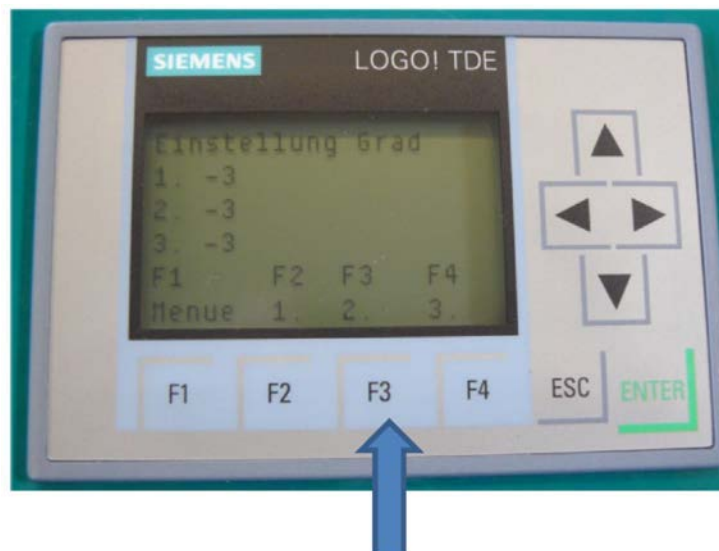 SIEMENS LOGO! TDE
Einstellung Grad
1. -3
2. -3
3. -3
F1 F2 F3 F4
Menue 1. 2. 3.
F1 F2 F3 F4 ESC ENTER